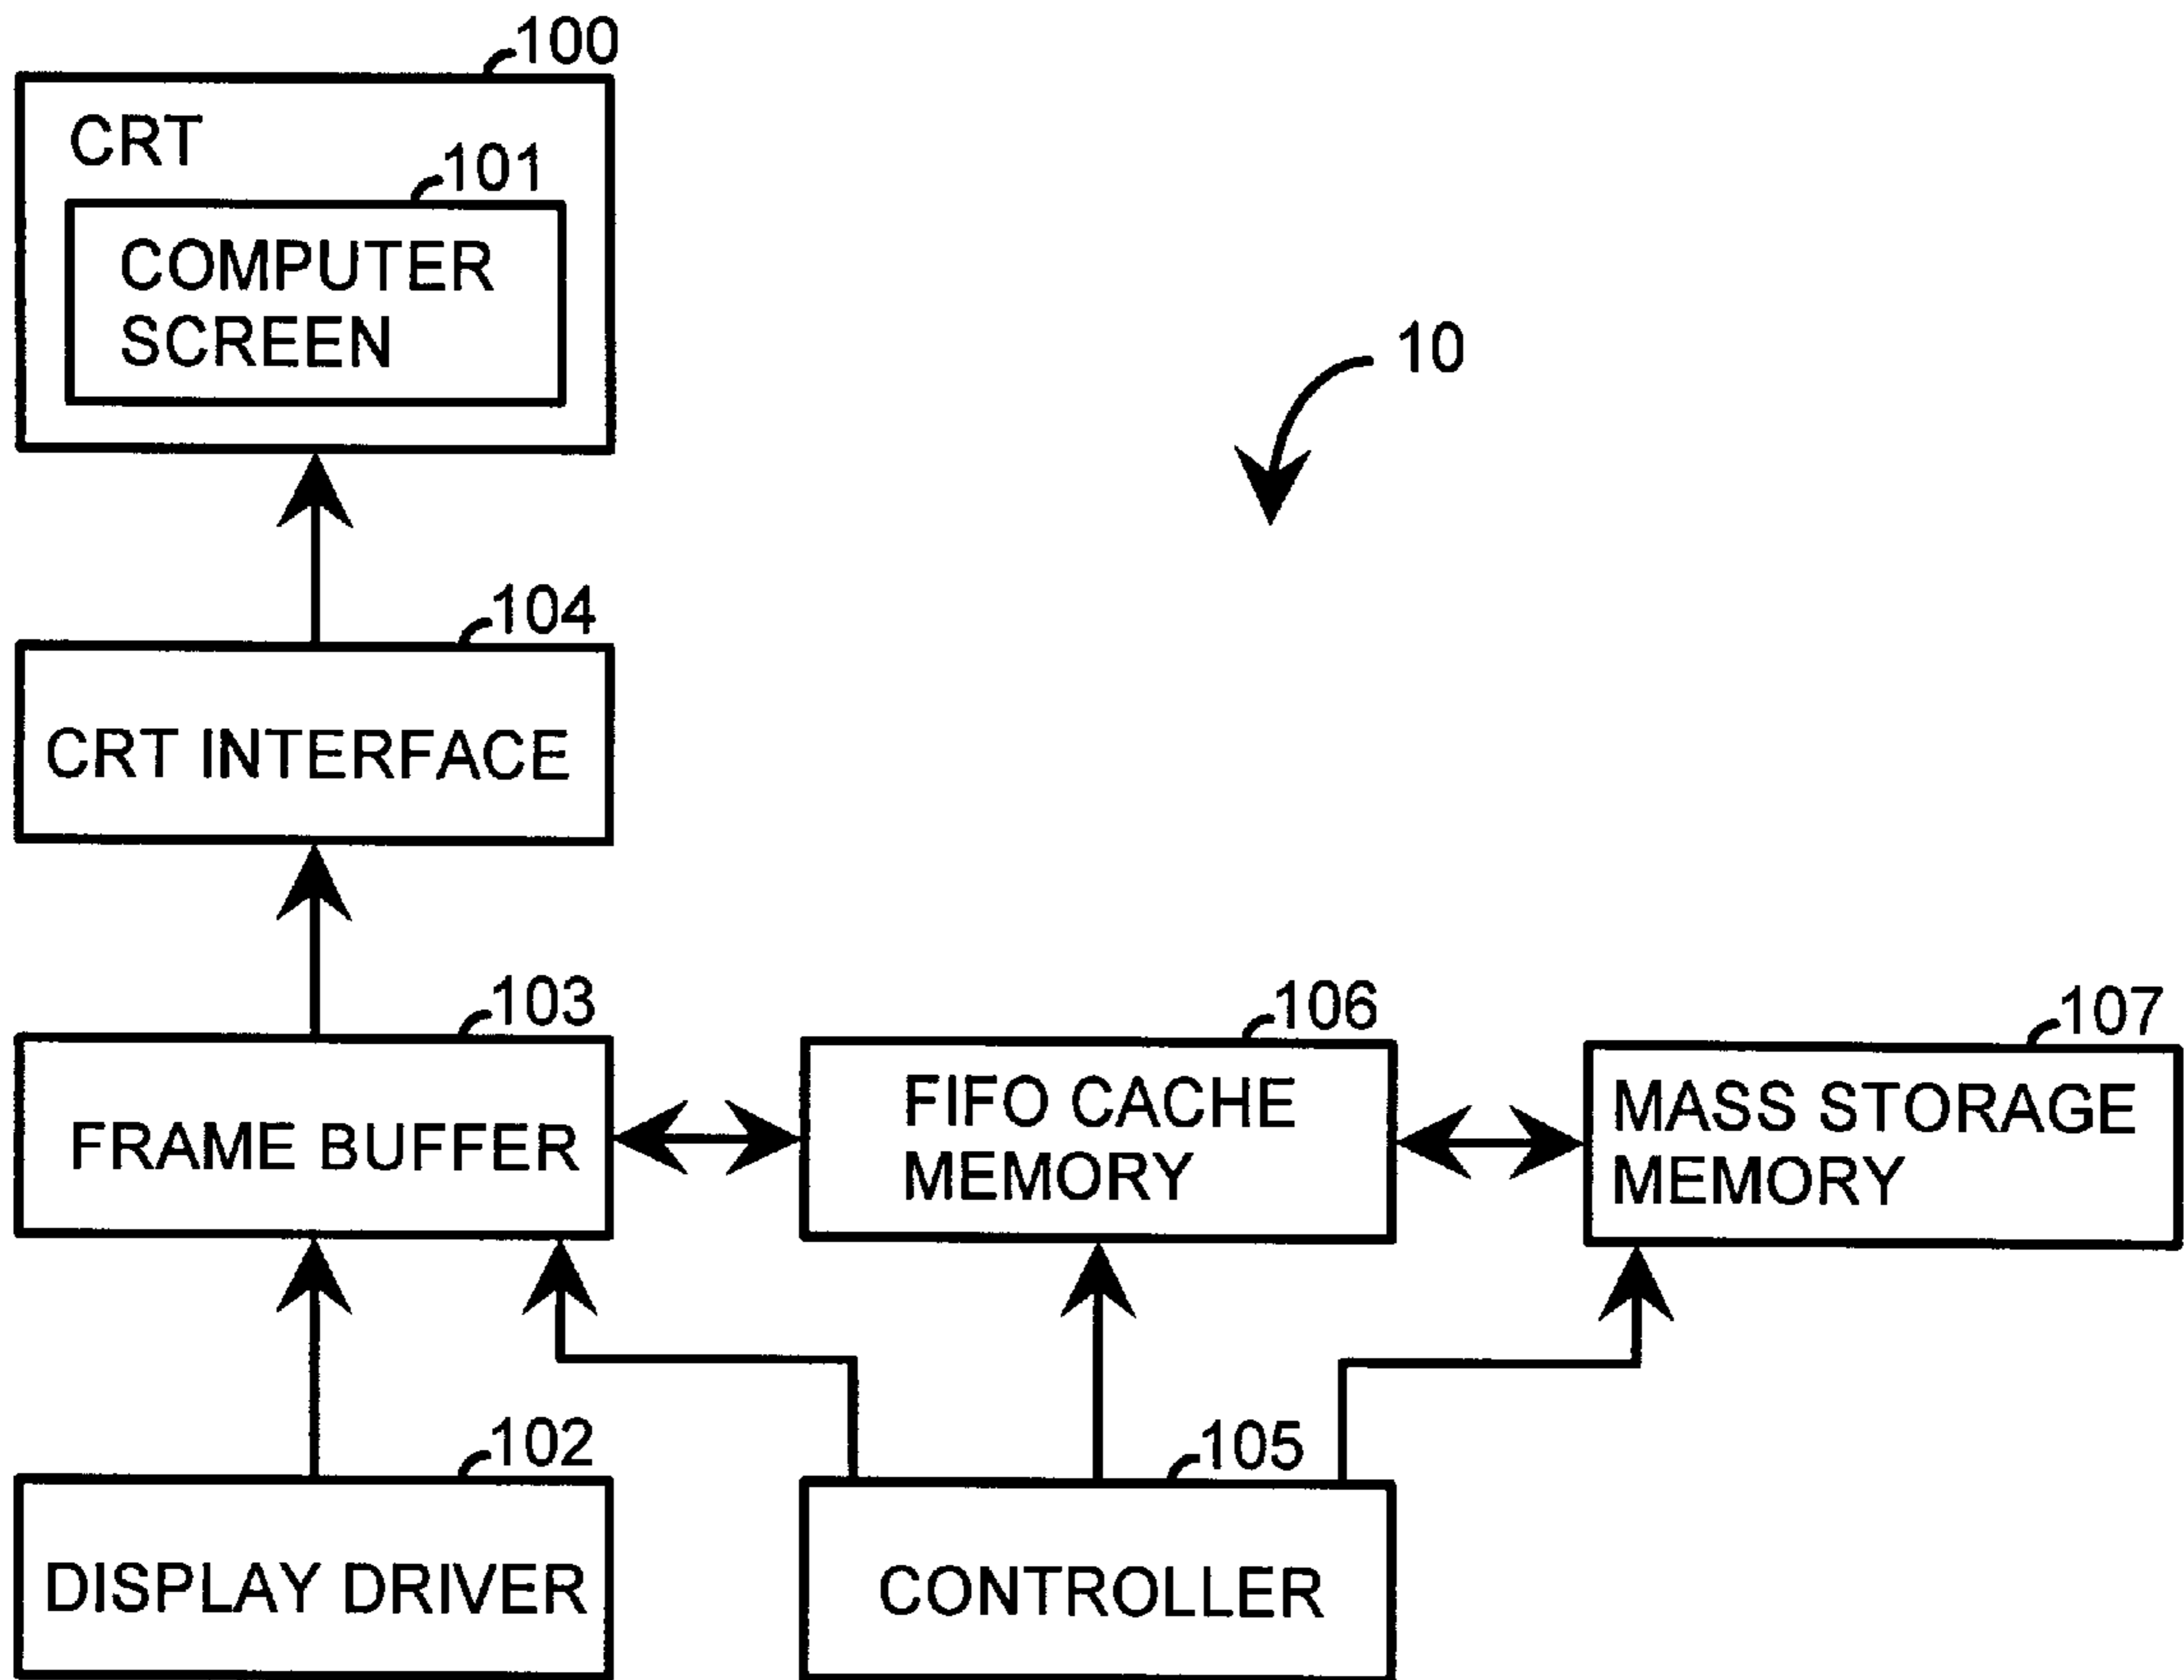 100
CRT
101
COMPUTER
SCREEN
10
104
CRT INTERFACE
103
FRAME BUFFER
106
FIFO CACHE
MEMORY
107
MASS STORAGE
MEMORY
102
DISPLAY DRIVER
105
CONTROLLER